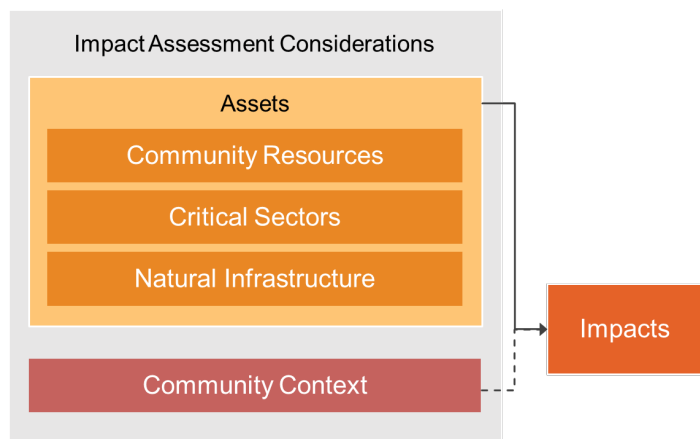 Impact Assessment Considerations
Assets
Community Resources
Critical Sectors
Natural Infrastructure
Impacts
Community Context